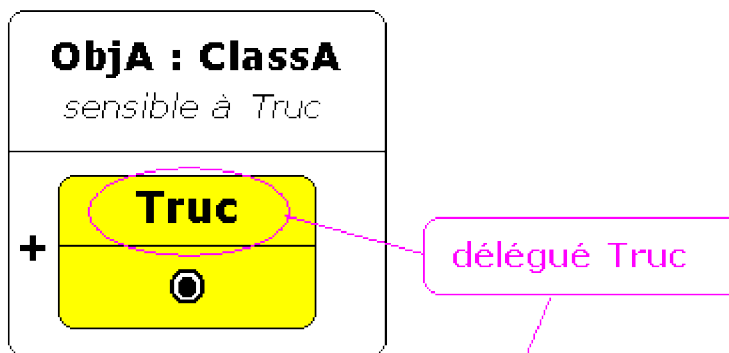 ObjA : ClassA
sensible à Truc
Truc
+
délégué Truc